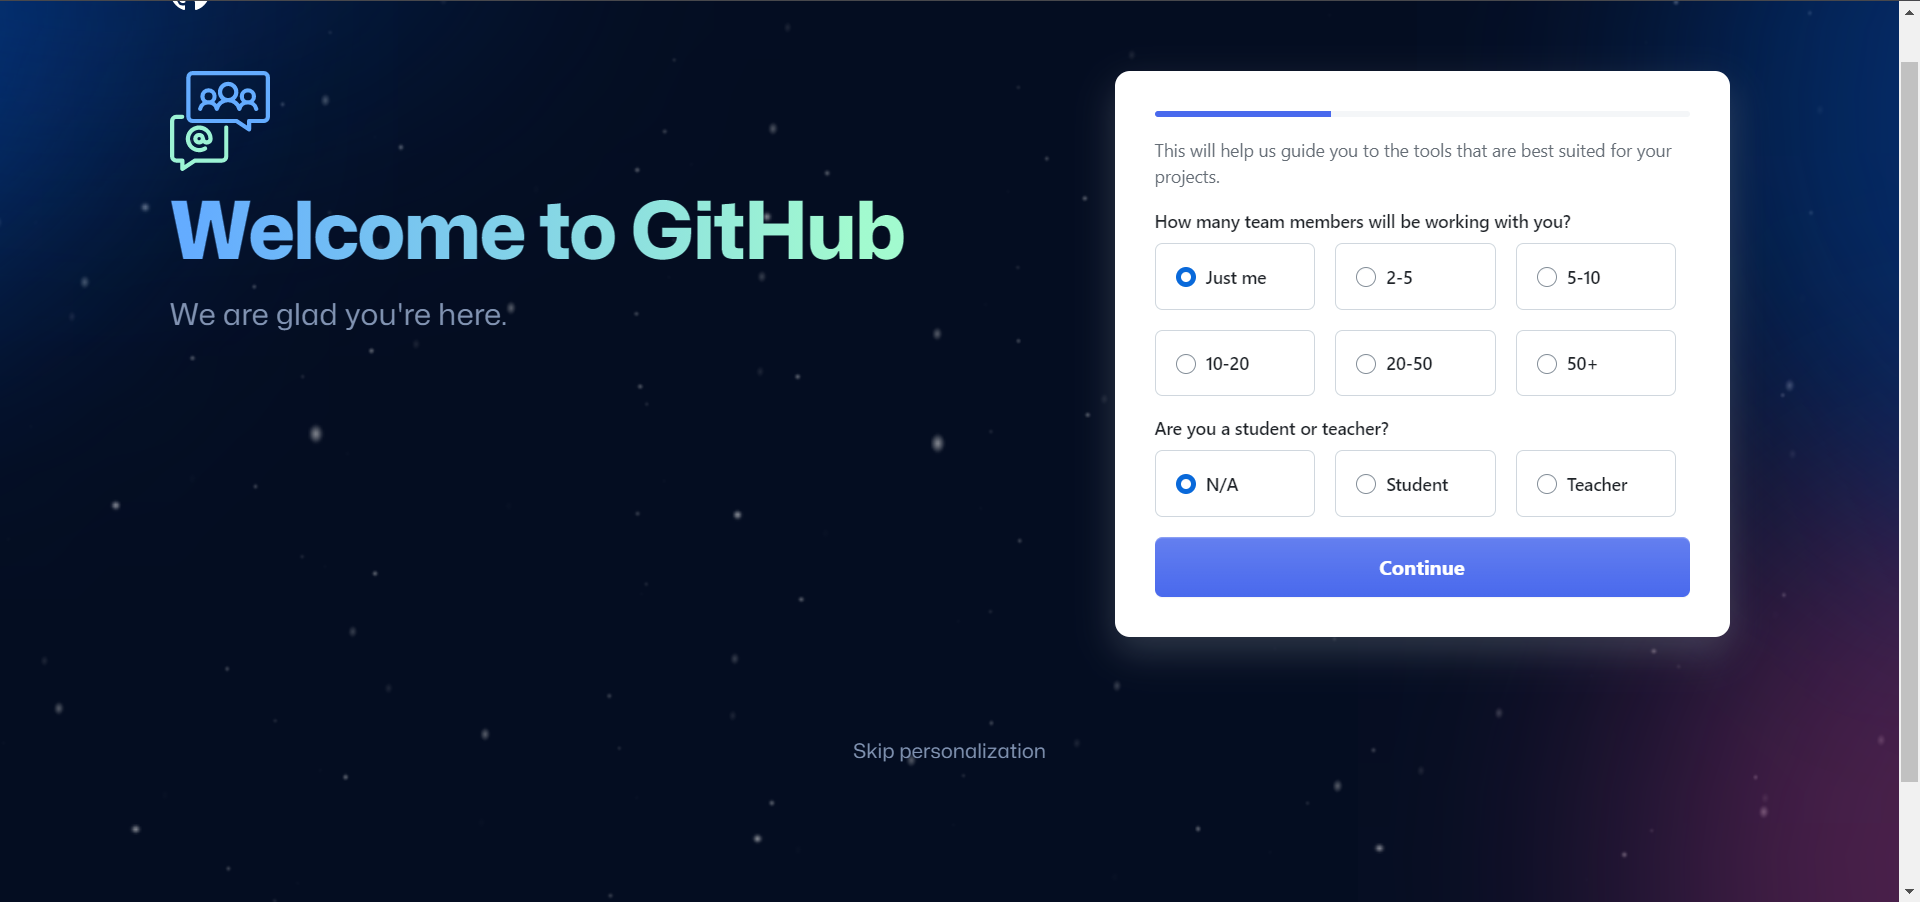 @
Welcome to GitHub
We are glad you're here.
This will help us guide you to the tools that are best suited for your
projects.
How many team members will be working with you?
Just me
2-5
5-10
10-20
20-50
50+
Are you a student or teacher?
N/A
Student
Teacher
Continue
Skip personalization